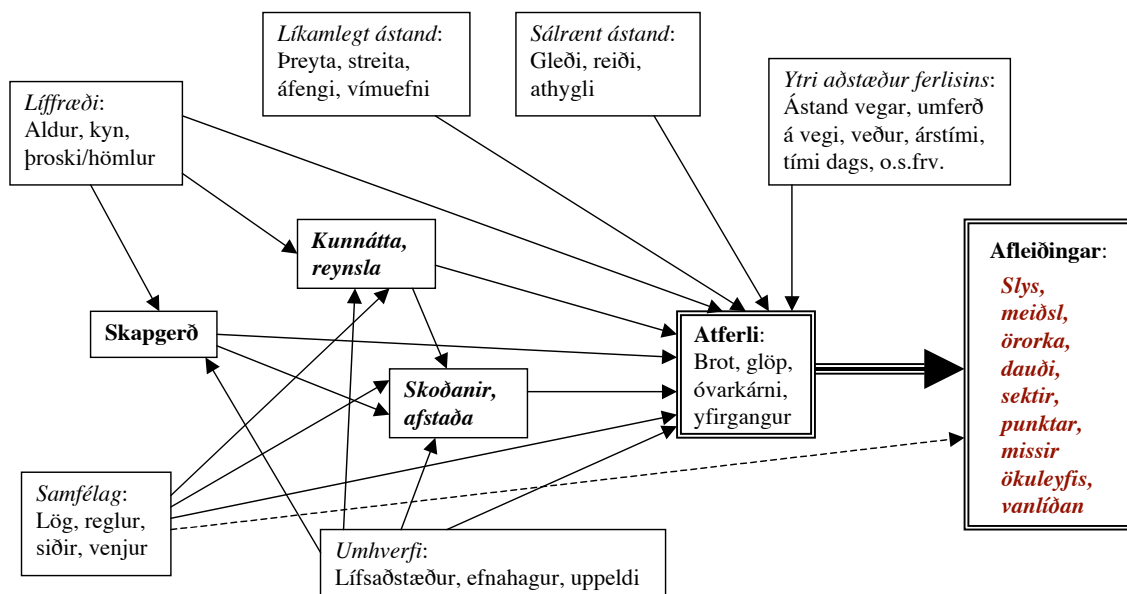 Líkamlegt ástand:
Þreyta, streita,
áfengi, vímuefni
Sálrænt ástand:
Gleði, reiði,
athygli
Ytri aðstæður ferlisins:
Ástand vegar, umferð
á vegi, veður, árstími,
tími dags, o.s.frv.
Líffræði:
Aldur, kyn,
þroski/hömlur
Kunnátta,
reynsla
Skapgerð
Skoðanir,
afstaða
Atferli:
Brot, glöp,
óvarkárni,
yfirgangur
Afleiðingar:
Slys,
meiðsl,
örorka,
dauði,
sektir,
punktar,
missir
ökuleyfis,
vanlíðan
Samfélag:
Lög, reglur,
siðir, venjur
Umhverfi:
Lífsaðstæður, efnahagur, uppeldi